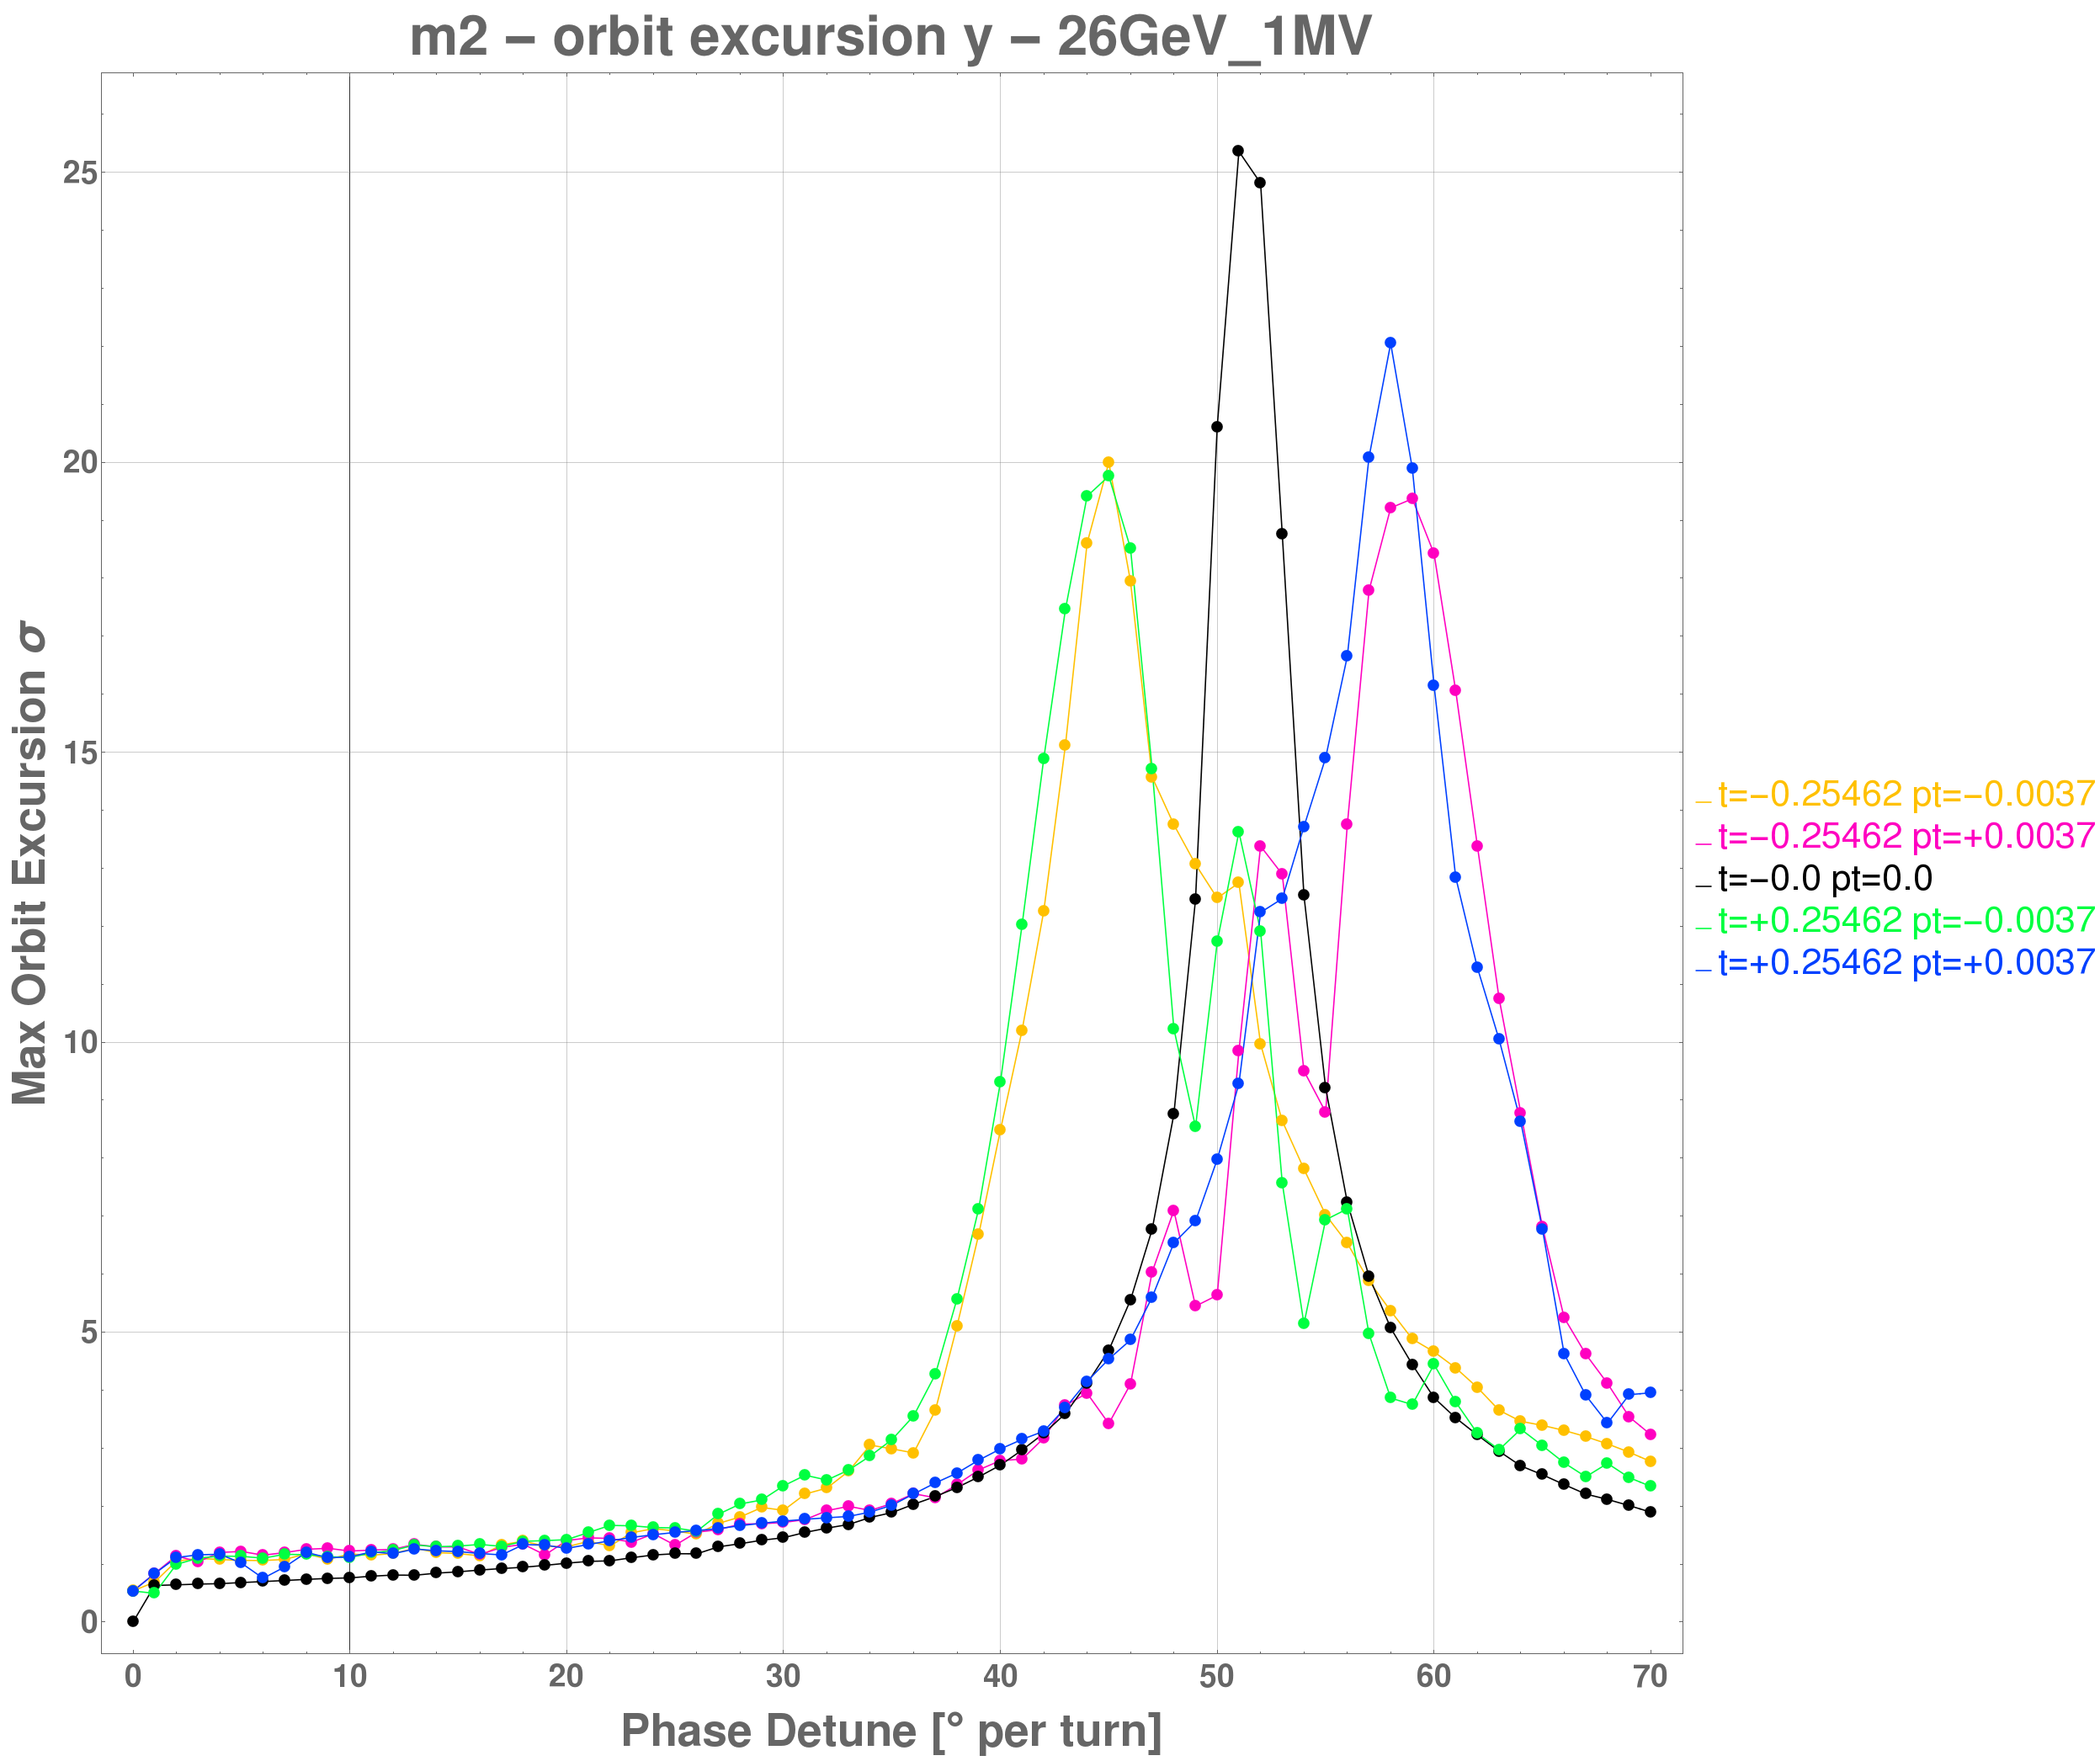 m2 − orbit excursion y − 26GeV_1MV
Max Orbit Excursion σ
25
20
15
10
5
0
0 10 20 30 40 50 60 70
Phase Detune [° per turn]
t=−0.25462 pt=−0.0037
t=−0.25462 pt=+0.0037
t=−0.0 pt=0.0
t=+0.25462 pt=−0.0037
t=+0.25462 pt=+0.0037